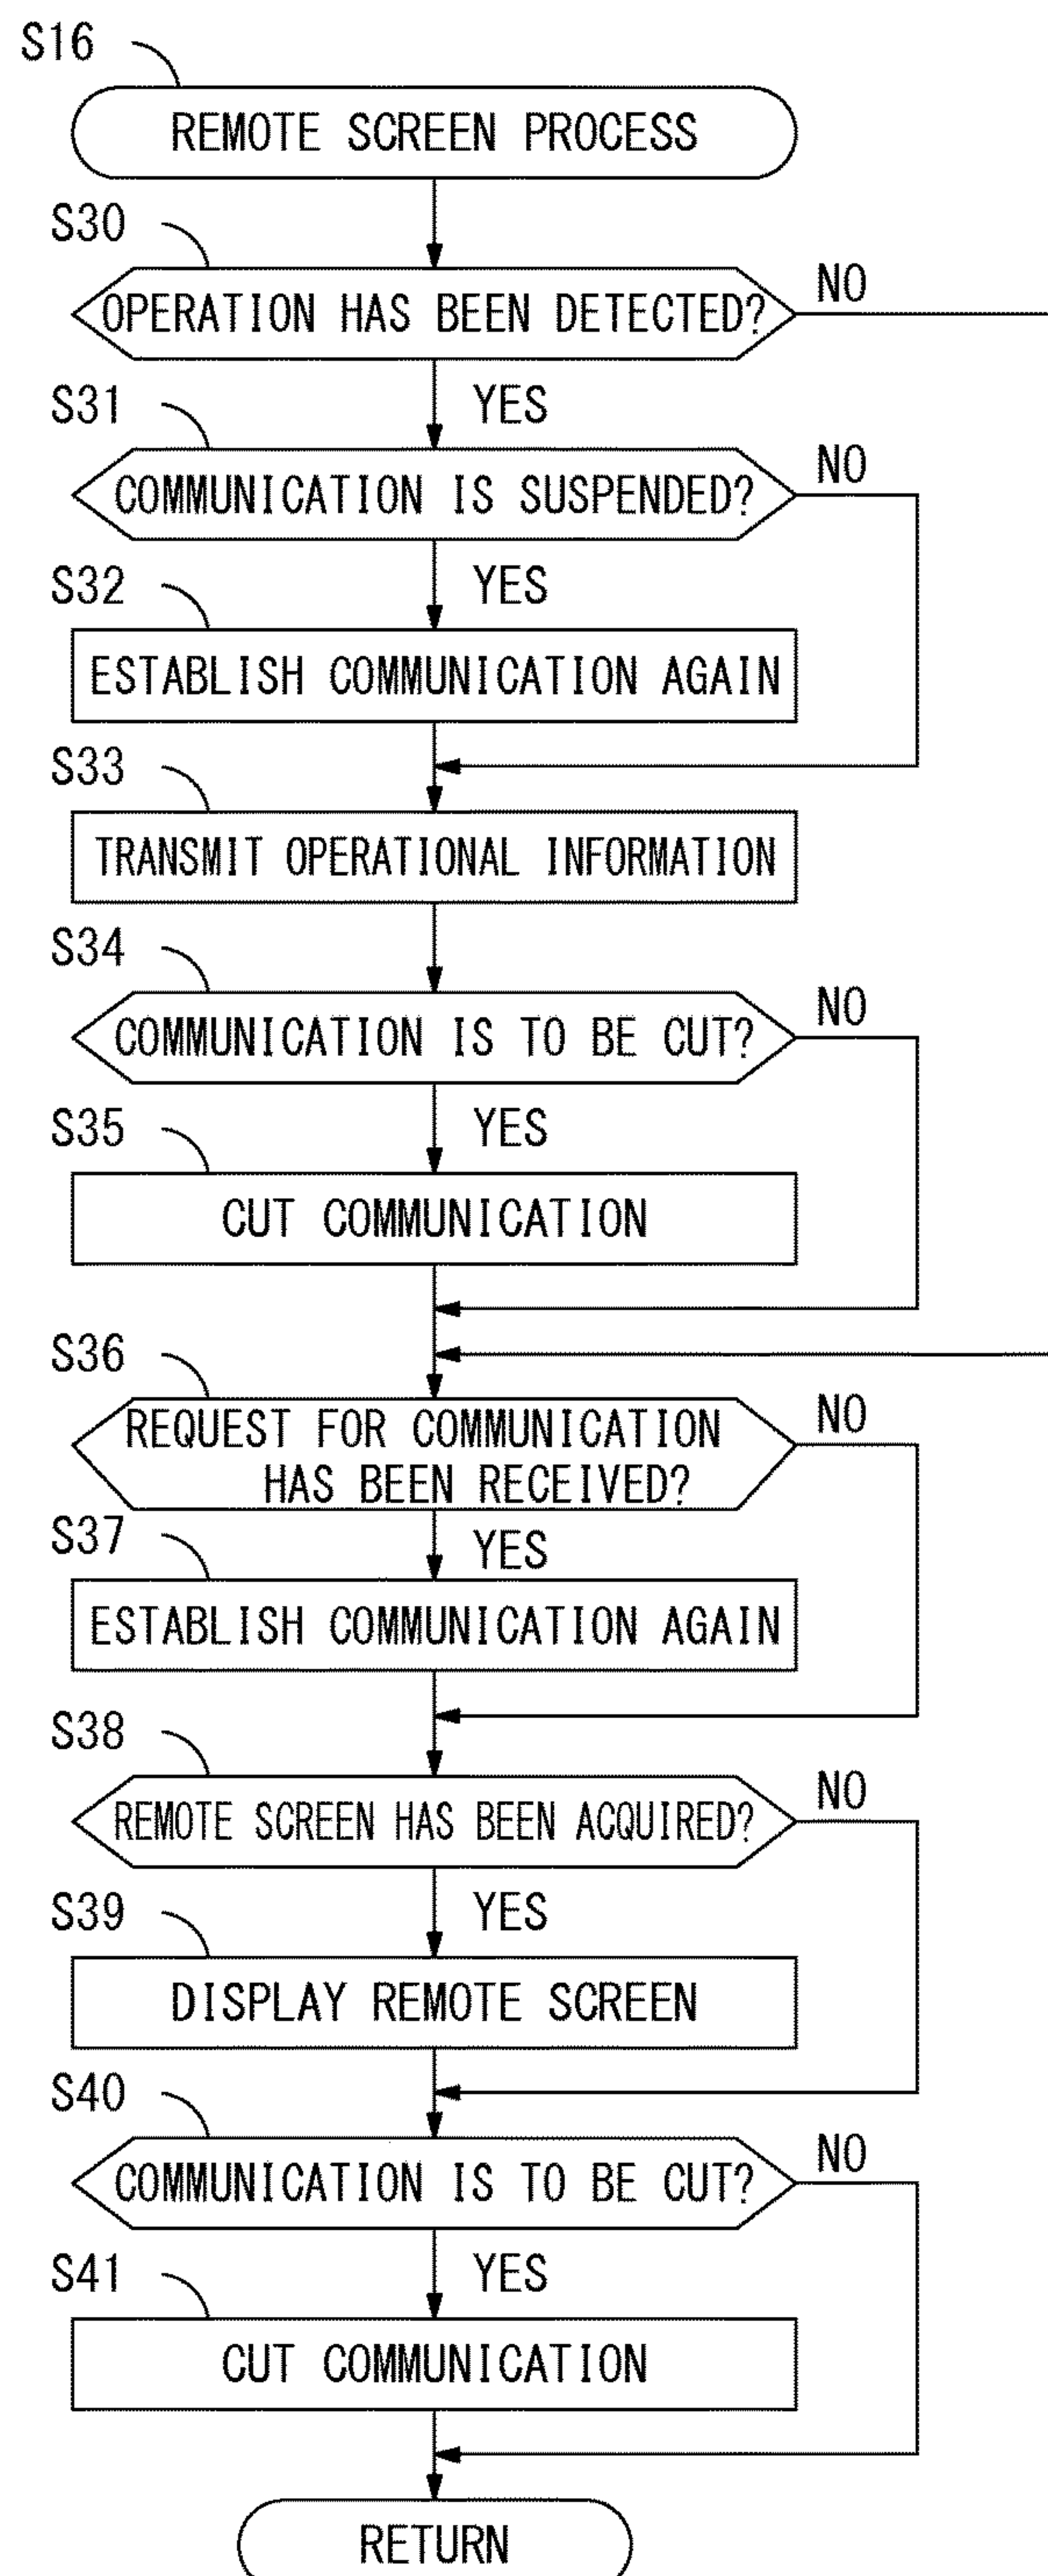 S16
REMOTE SCREEN PROCESS
S30
OPERATION HAS BEEN DETECTED?
NO
YES
S31
COMMUNICATION IS SUSPENDED?
NO
YES
S32
ESTABLISH COMMUNICATION AGAIN
S33
TRANSMIT OPERATIONAL INFORMATION
S34
COMMUNICATION IS TO BE CUT?
NO
YES
S35
CUT COMMUNICATION
S36
REQUEST FOR COMMUNICATION
HAS BEEN RECEIVED?
NO
YES
S37
ESTABLISH COMMUNICATION AGAIN
S38
REMOTE SCREEN HAS BEEN ACQUIRED?
NO
YES
S39
DISPLAY REMOTE SCREEN
S40
COMMUNICATION IS TO BE CUT?
NO
YES
S41
CUT COMMUNICATION
RETURN